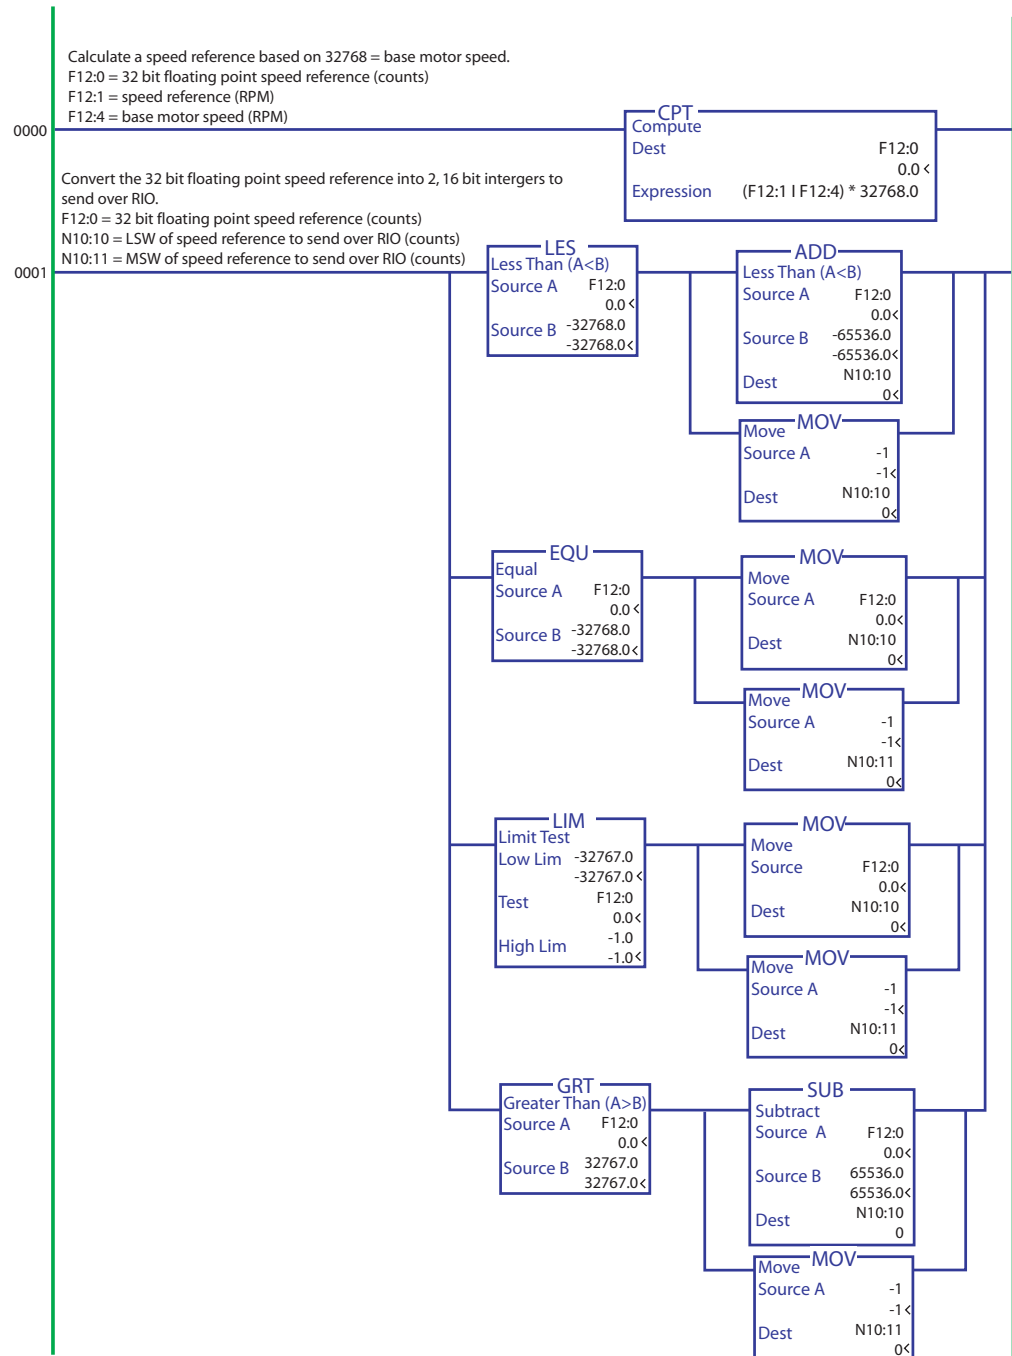 Calculate a speed reference based on 32768 = base motor speed.
F12:0 = 32 bit floating point speed reference (counts)
F12:1 = speed reference (RPM)
F12:4 = base motor speed (RPM)
0000
CPT
Compute
Dest F12:0
0.0 <
Expression (F12:1 I F12:4) * 32768.0
Convert the 32 bit floating point speed reference into 2, 16 bit intergers to
send over RIO.
F12:0 = 32 bit floating point speed reference (counts)
N10:10 = LSW of speed reference to send over RIO (counts)
N10:11 = MSW of speed reference to send over RIO (counts)
0001
LES
Less Than (A<B)
Source A F12:0
0.0 <
Source B -32768.0
-32768.0<
ADD
Less Than (A<B)
Source A F12:0
0.0<
Source B -65536.0
-65536.0<
Dest N10:10
0<
MOV
Move
Source A -1
-1<
Dest N10:10
0<
EQU
Equal
Source A F12:0
0.0 <
Source B -32768.0
-32768.0<
MOV
Move
Source A F12:0
0.0<
Dest N10:10
0<
MOV
Move
Source A -1
-1<
Dest N10:11
0<
LIM
Limit Test
Low Lim -32767.0
-32767.0 <
Test F12:0
0.0<
High Lim -1.0
-1.0<
MOV
Move
Source F12:0
0.0<
Dest N10:10
0<
MOV
Move
Source A -1
-1<
Dest N10:11
0<
GRT
Greater Than (A>B)
Source A F12:0
0.0 <
Source B 32767.0
32767.0<
SUB
Subtract
Source A F12:0
0.0<
Source B 65536.0
65536.0<
Dest N10:10
0
MOV
Move
Source A -1
-1 <
Dest N10:11
0<